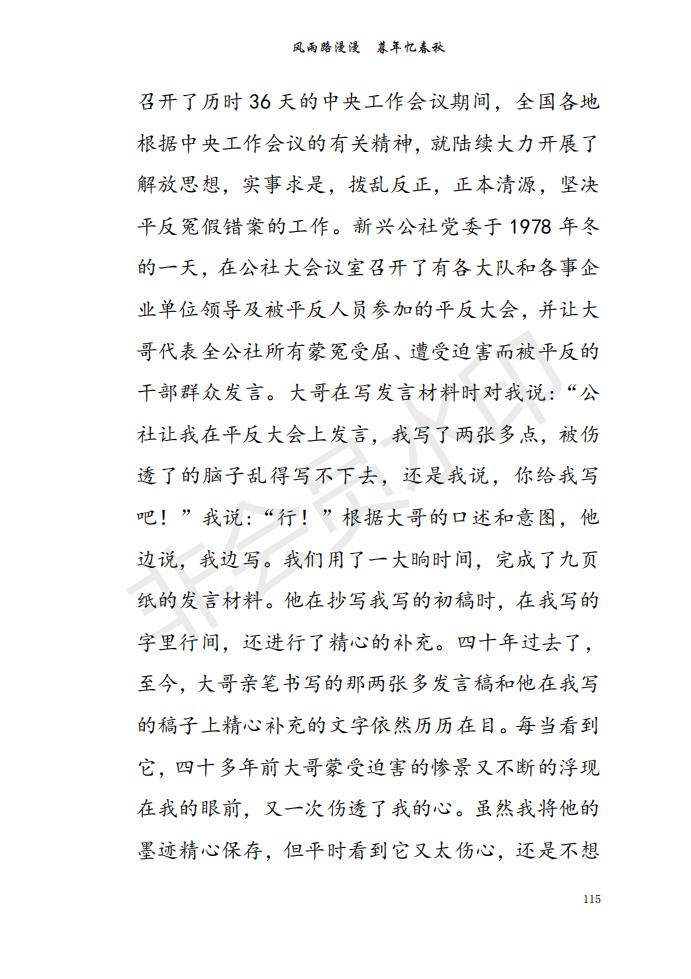 风雨路漫漫　暮年忆春秋
召开了历时 36 天的中央工作会议期间，全国各地
根据中央工作会议的有关精神，就陆续大力开展了
解放思想，实事求是，拨乱反正，正本清源，坚决
平反冤假错案的工作。新兴公社党委于 1978 年冬
的一天，在公社大会议室召开了有各大队和各事企
业单位领导及被平反人员参加的平反大会，并让大
哥代表全公社所有蒙冤受屈、遭受迫害而被平反的
干部群众发言。大哥在写发言材料时对我说：“公
社让我在平反大会上发言，我写了两张多点，被伤
透了的脑子乱得写不下去，还是我说，你给我写
吧！”我说：“行！”根据大哥的口述和意图，他
边说，我边写。我们用了一大晌时间，完成了九页
纸的发言材料。他在抄写我写的初稿时，在我写的
字里行间，还进行了精心的补充。四十年过去了，
至今，大哥亲笔书写的那两张多发言稿和他在我写
的稿子上精心补充的文字依然历历在目。每当看到
它，四十多年前大哥蒙受迫害的惨景又不断的浮现
在我的眼前，又一次伤透了我的心。虽然我将他的
墨迹精心保存，但平时看到它又太伤心，还是不想
115
非会员水印